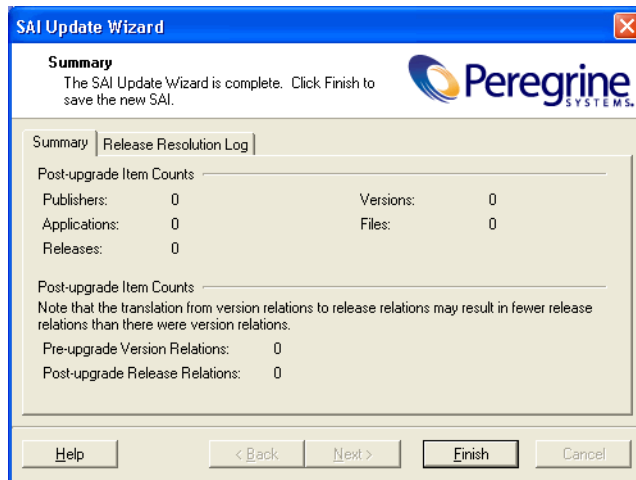 SAI Update Wizard
Summary
The SAI Update Wizard is complete. Click Finish to
save the new SAI.
Peregrine
SYSTEMS
Summary
Release Resolution Log
Post-upgrade Item Counts
Publishers: 0 Versions: 0
Applications: 0 Files: 0
Releases: 0
Post-upgrade Item Counts
Note that the translation from version relations to release relations may result in fewer release
relations than there were version relations.
Pre-upgrade Version Relations: 0
Post-upgrade Release Relations: 0
Help < Back Next > Finish Cancel